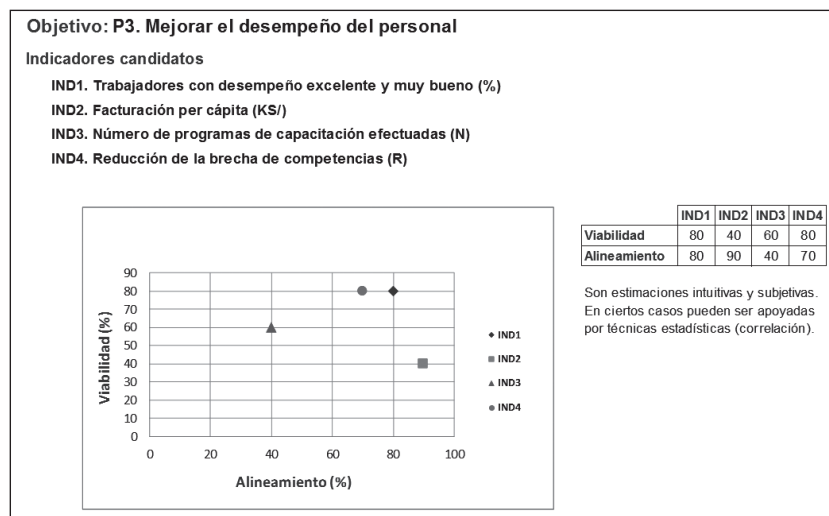 Objetivo: P3. Mejorar el desempeño del personal
Indicadores candidatos
IND1. Trabajadores con desempeño excelente y muy bueno (%)
IND2. Facturación per cápita (KS/)
IND3. Número de programas de capacitación efectuadas (N)
IND4. Reducción de la brecha de competencias (R)
IND1 IND2 IND3 IND4
Viabilidad 80 40 60 80
Alineamiento 80 90 40 70
Son estimaciones intuitivas y subjetivas.
En ciertos casos pueden ser apoyadas
por técnicas estadísticas (correlación).
Viabilidad (%)
90
80
70
60
50
40
30
20
10
0
0 20 40 60 80 100
Alineamiento (%)
IND1
IND2
IND3
IND4